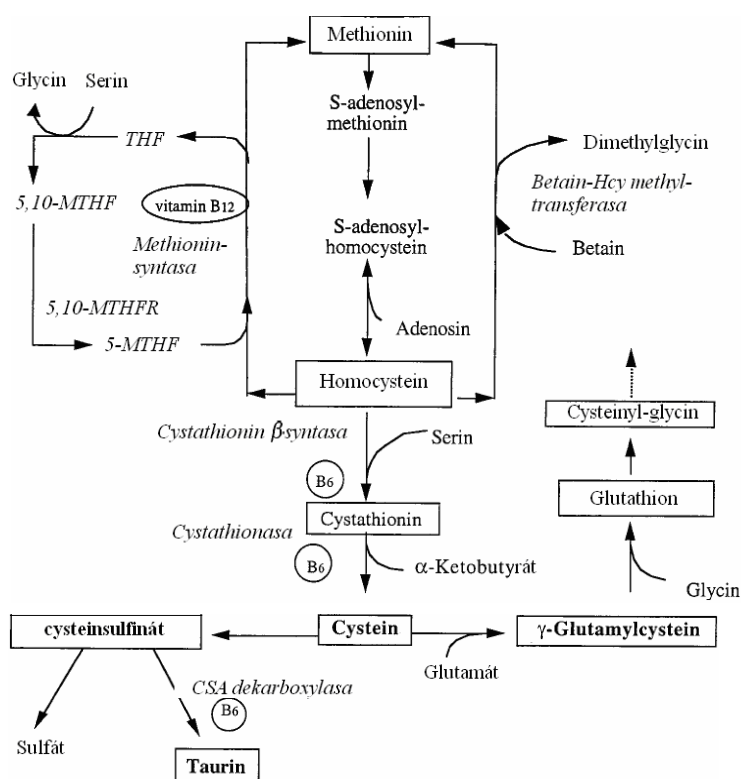 Methionin
Glycin
Serin
S-adenosyl-
methionin
THF
Dimethylglycin
5,10-MTHF
vitamin B12
Betain-Hcy methyl-
transferasa
Methionin-
syntasa
S-adenosyl-
homocystein
Betain
5,10-MTHFR
5-MTHF
Adenosin
Homocystein
Cysteinyl-glycin
Cystathionin β-syntasa
Serin
B6
Glutathion
Cystathionin
Cystathionasa
B6
α-Ketobutyrát
Glycin
cysteinsulfinát
Cystein
γ-Glutamylcystein
Glutamát
CSA dekarboxylasa
B6
Sulfát
Taurin